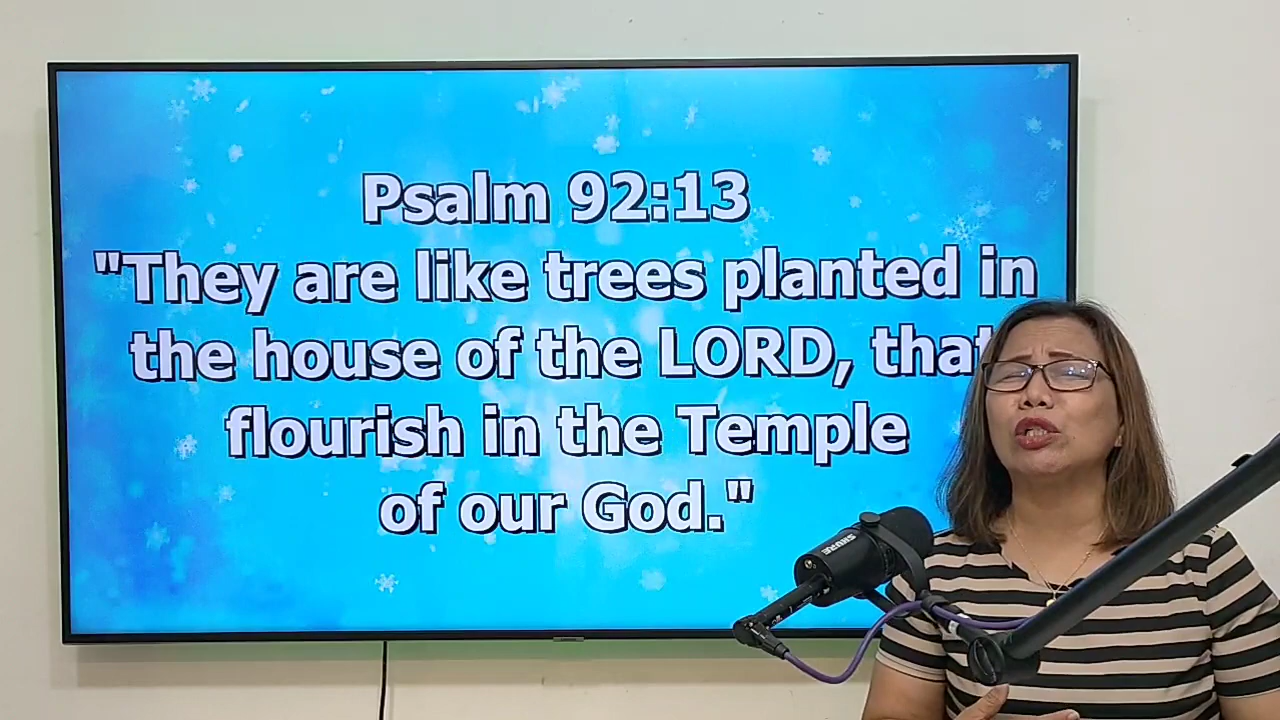 Psalm 92:13
"They are like trees planted in
the house of the LORD, that
flourish in the Temple
of our God."
SHURE